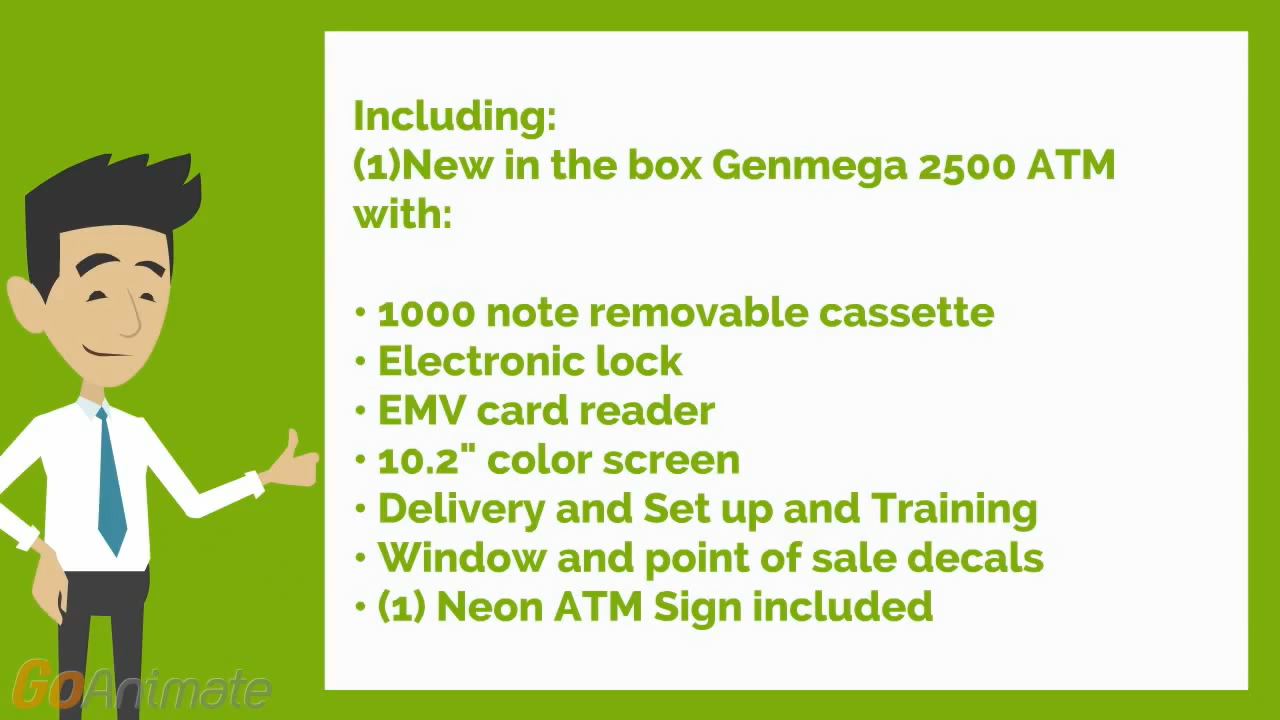 Including:
(1)New in the box Genmega 2500 ATM
with:
• 1000 note removable cassette
• Electronic lock
• EMV card reader
• 10.2" color screen
• Delivery and Set up and Training
• Window and point of sale decals
• (1) Neon ATM Sign included
GoAnimate